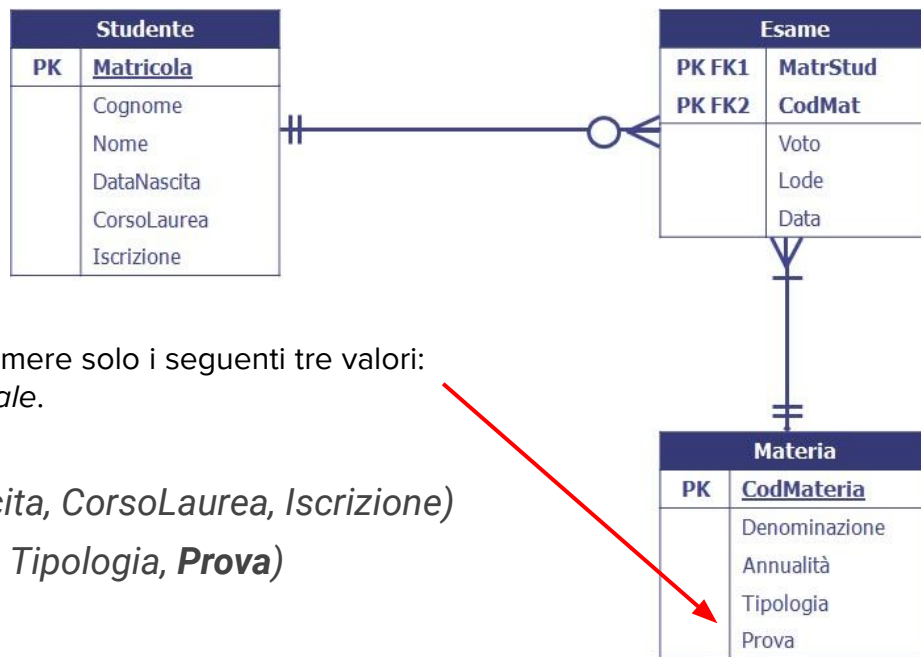 Studente
PK Matricola
Cognome
Nome
DataNascita
CorsoLaurea
Iscrizione
Esame
PK FK1 MatrStud
PK FK2 CodMat
Voto
Lode
Data
mere solo i seguenti tre valori:
ale.
cita, CorsoLaurea, Iscrizione)
Tipologia, Prova)
Materia
PK CodMateria
Denominazione
Annualità
Tipologia
Prova